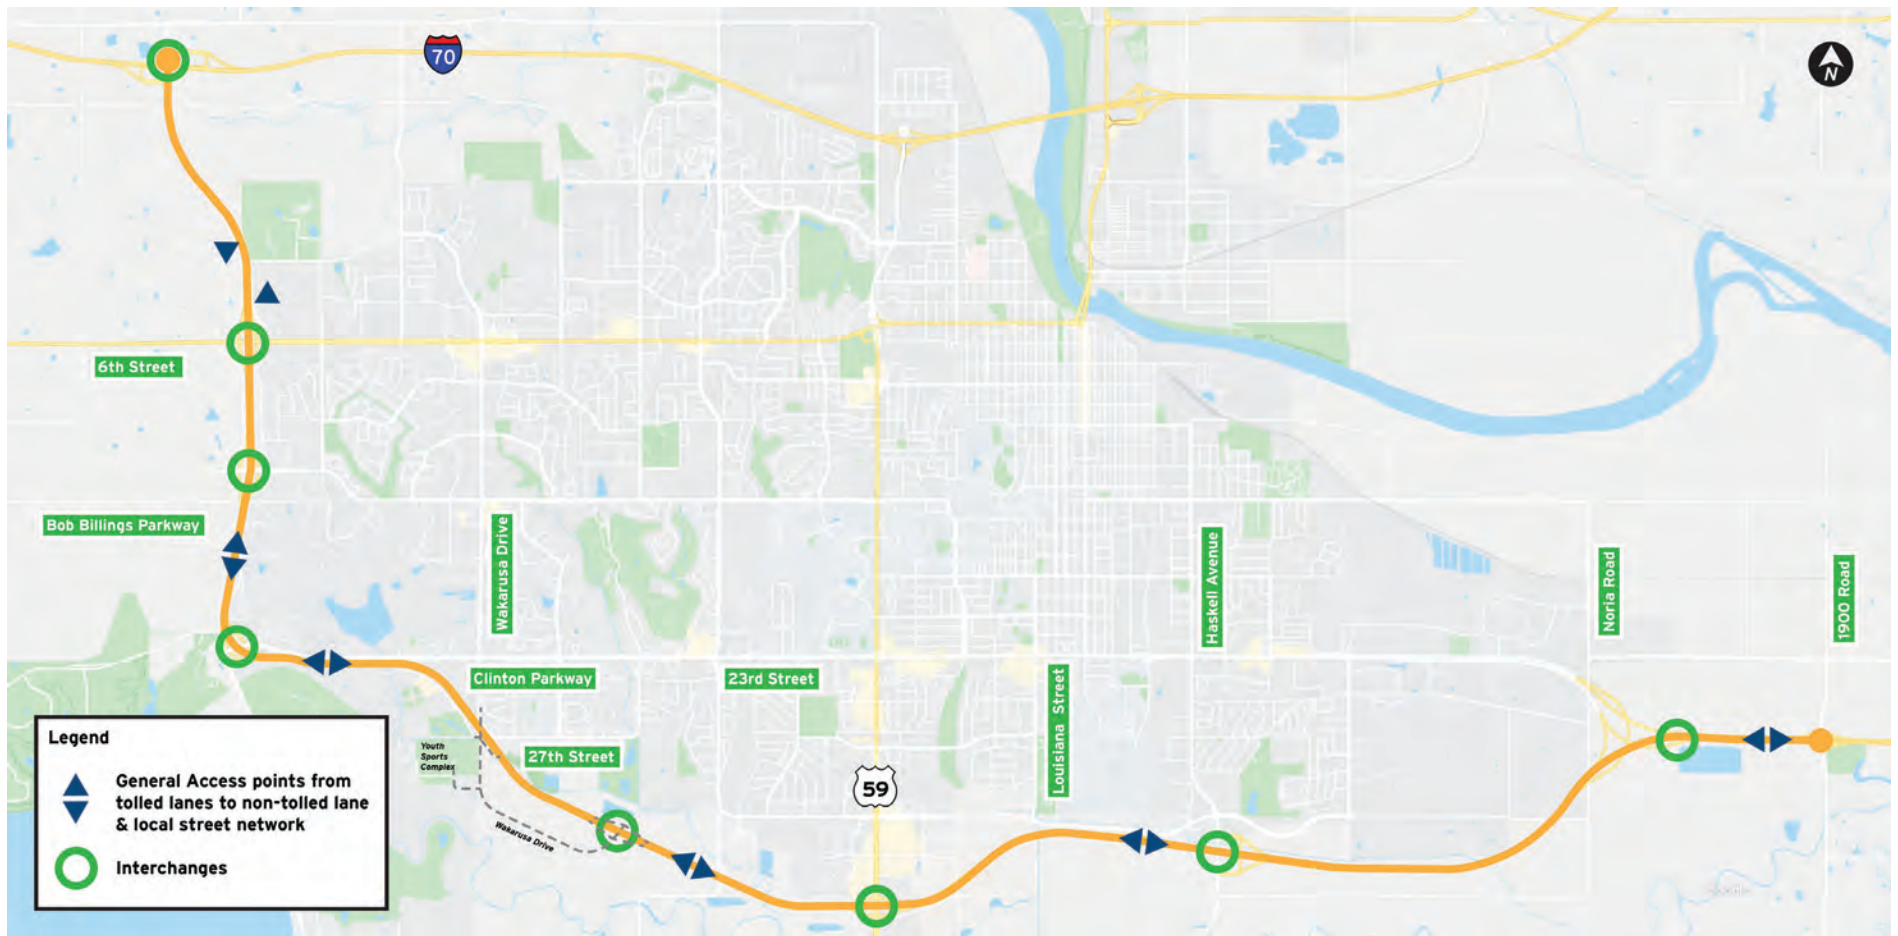 70
N
6th Street
Bob Billings Parkway
Wakarusa Drive
Haskell Avenue
Noria Road
1900 Road
Clinton Parkway
23rd Street
Louisiana Street
27th Street
Youth
Sports
Complex
Wakarusa Drive
59
Legend
General Access points from
tolled lanes to non-tolled lane
& local street network
Interchanges